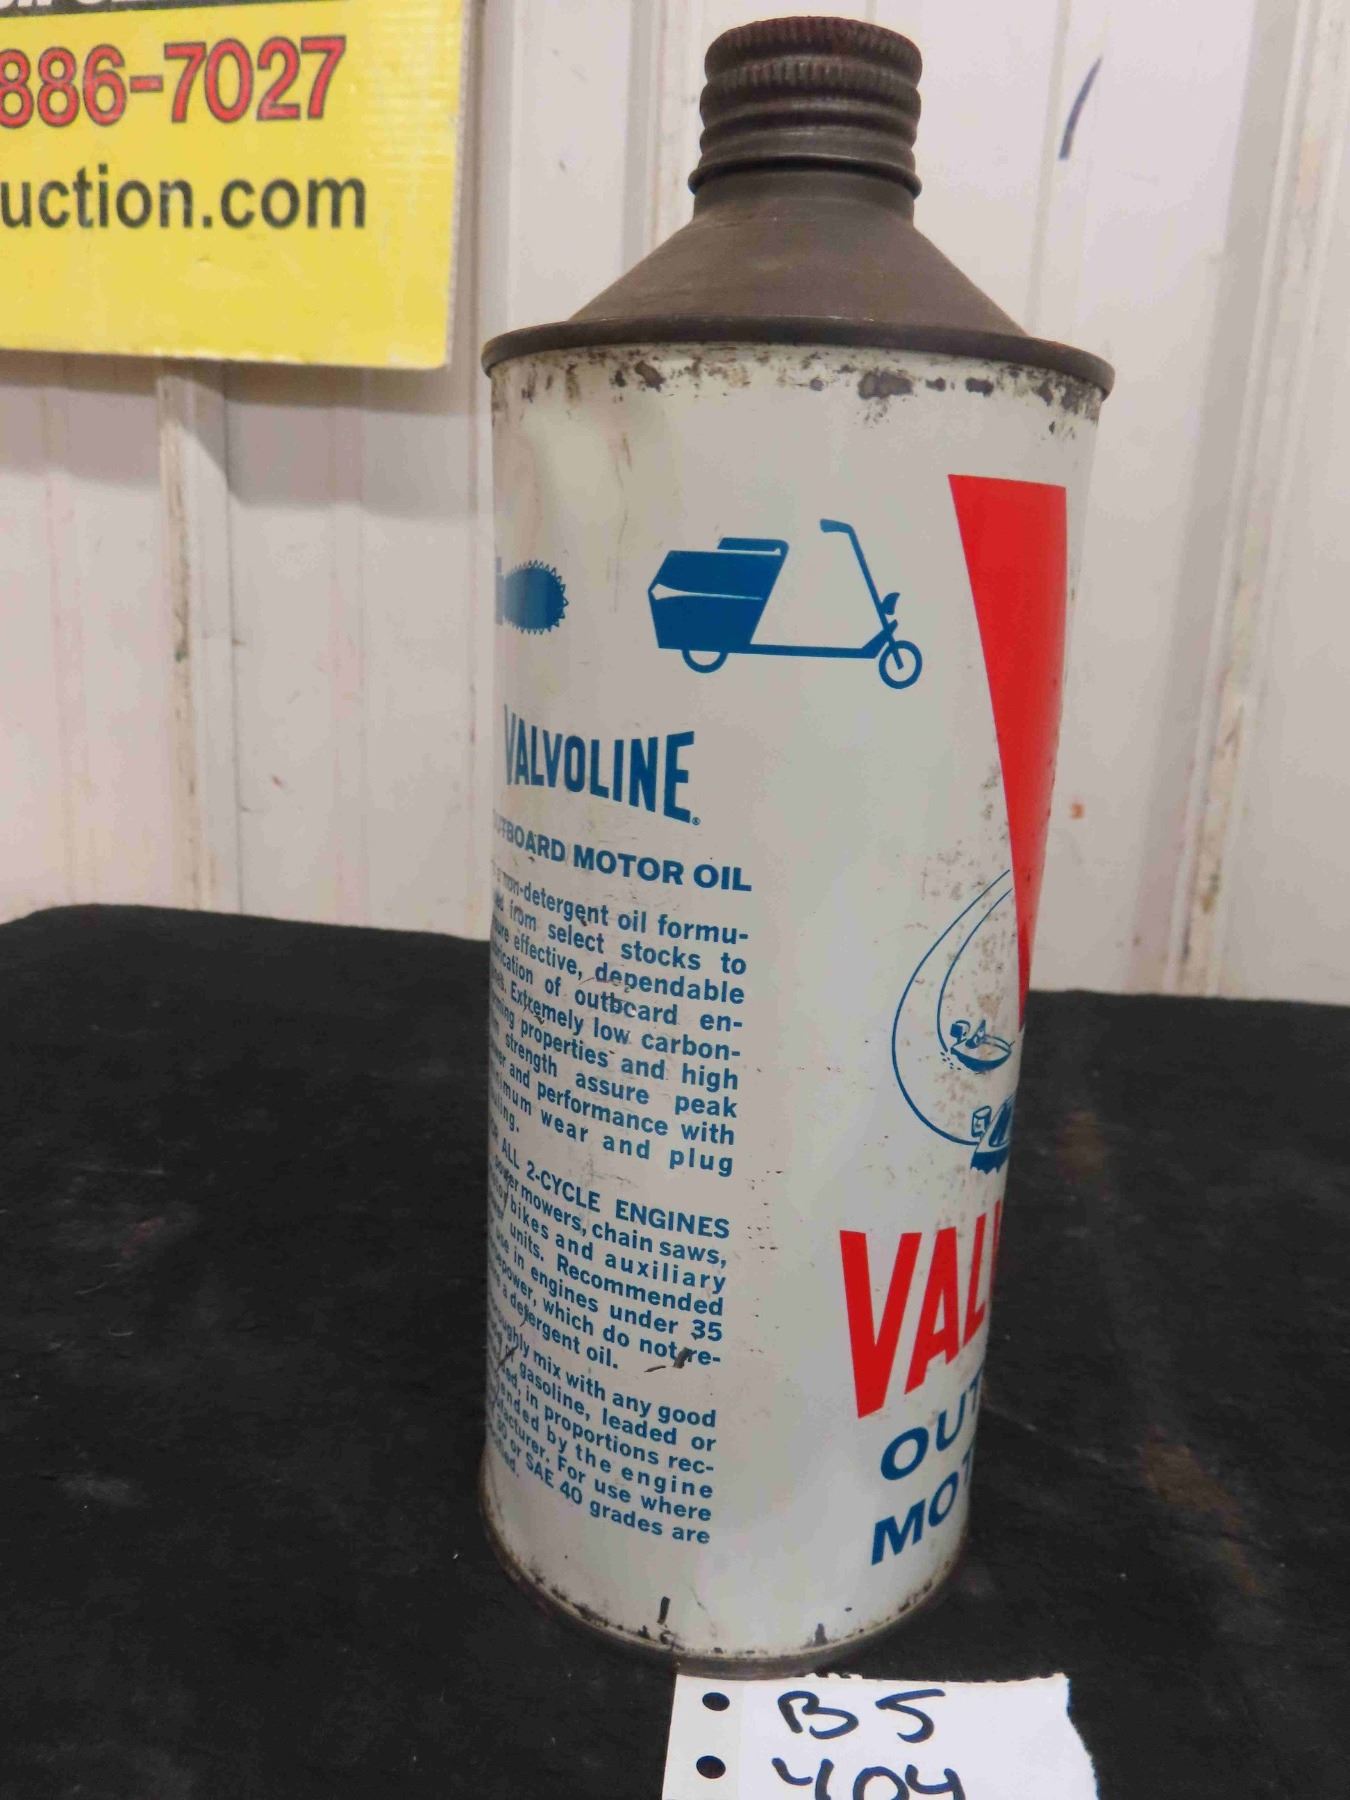 886-7027
uction.com
VALVOLINE®
OUTBOARD MOTOR OIL
non-detergent oil formu-
from select stocks to
effective, dependable
of outboard en-
Extremely low carbon-
properties and high
strength assure peak
and performance with
wear and plug
ALL 2-CYCLE ENGINES
power mowers, chain saws,
bikes and auxiliary
units. Recommended
use in engines under 35
which do not re-
a detergent oil.
mix with any good
gasoline, leaded or
in proportions rec-
by the engine
For use where
30 or SAE 40 grades are
VAL
OUT
MOT
B5
404